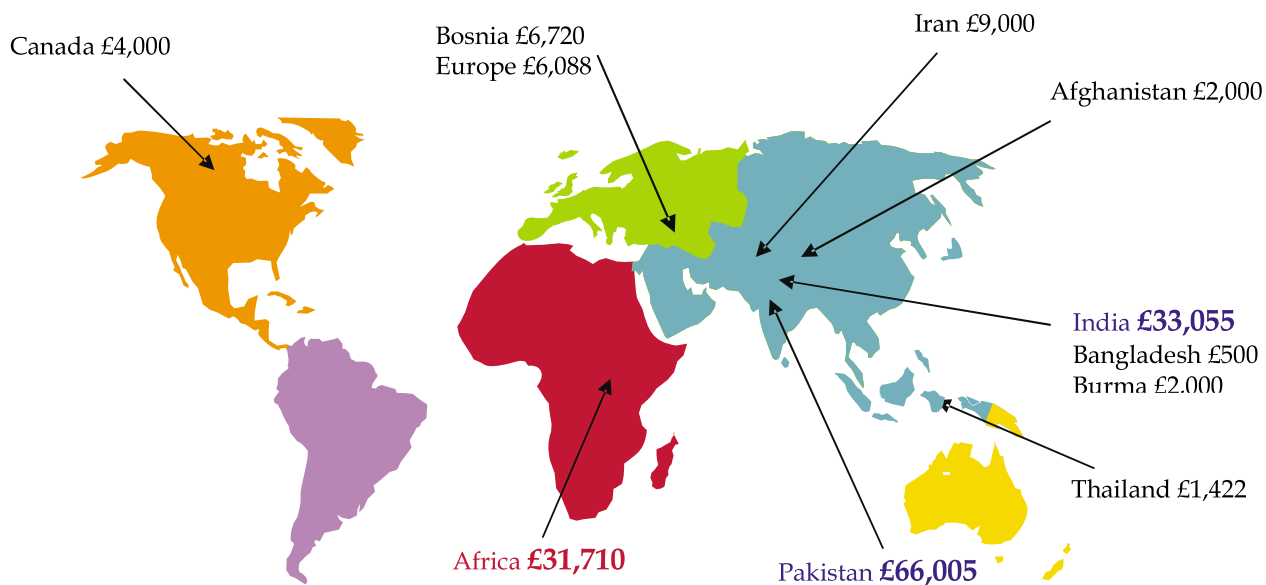 Canada £4,000
Bosnia £6,720
Europe £6,088
Iran £9,000
Afghanistan £2,000
India £33,055
Bangladesh £500
Burma £2,000
Thailand £1,422
Africa £31,710
Pakistan £66,005